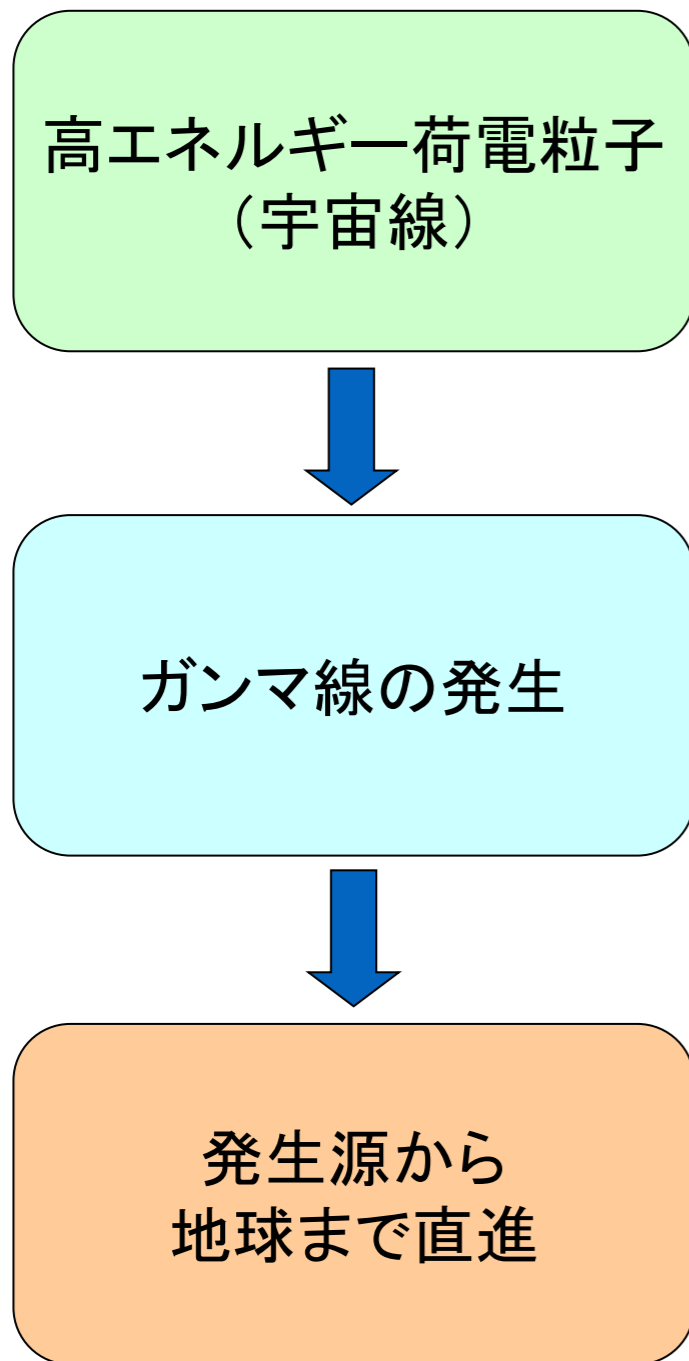 高エネルギー荷電粒子
（宇宙線）
ガンマ線の発生
発生源から
地球まで直進